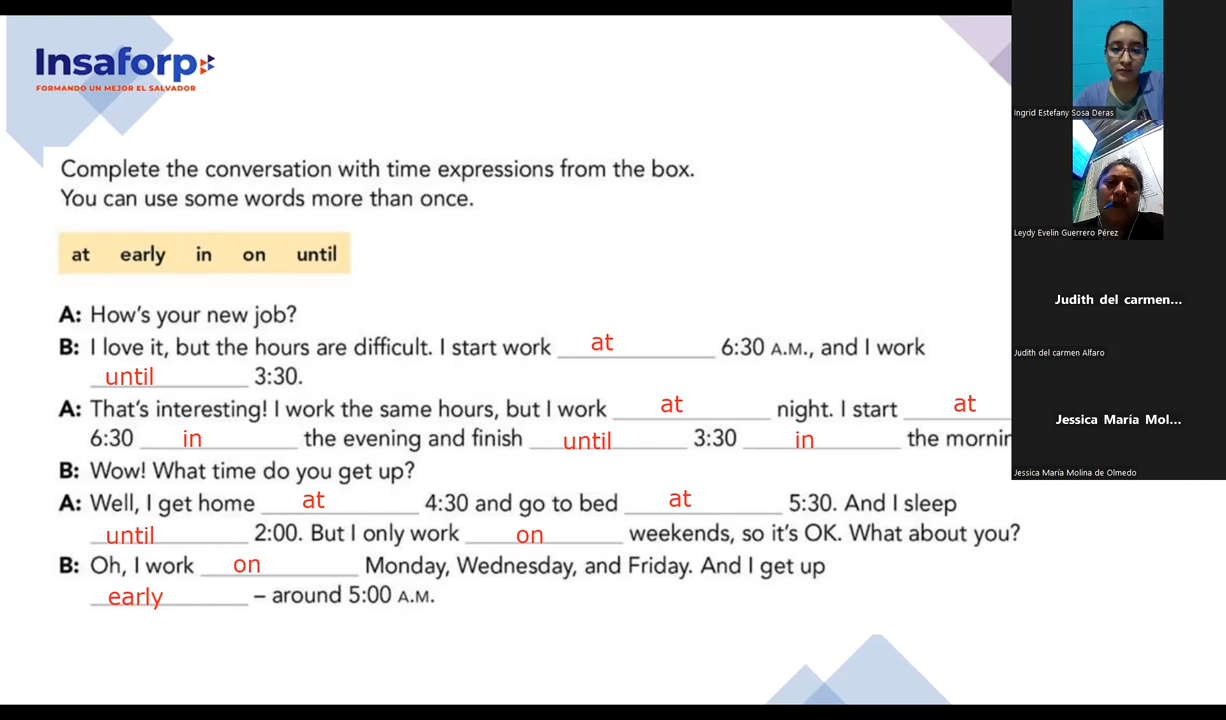 Insaforp
FORMANDO UN MEJOR EL SALVADOR
Complete the conversation with time expressions from the box.
You can use some words more than once.
at early in on until
A: How's your new job?
B: I love it, but the hours are difficult. I start work at 6:30 A.M., and I work
until 3:30.
A: That's interesting! I work the same hours, but I work at night. I start at
6:30 in the evening and finish until 3:30 in the mornin
B: Wow! What time do you get up?
A: Well, I get home at 4:30 and go to bed at 5:30. And I sleep
until 2:00. But I only work on weekends, so it's OK. What about you?
B: Oh, I work on Monday, Wednesday, and Friday. And I get up
early – around 5:00 A.M.
Ingrid Estefany Sosa Deras
Leydy Evelin Guerrero Pérez
Judith del carmen...
Judith del carmen Alfaro
Jessica María Mol...
Jessica María Molina de Olmedo